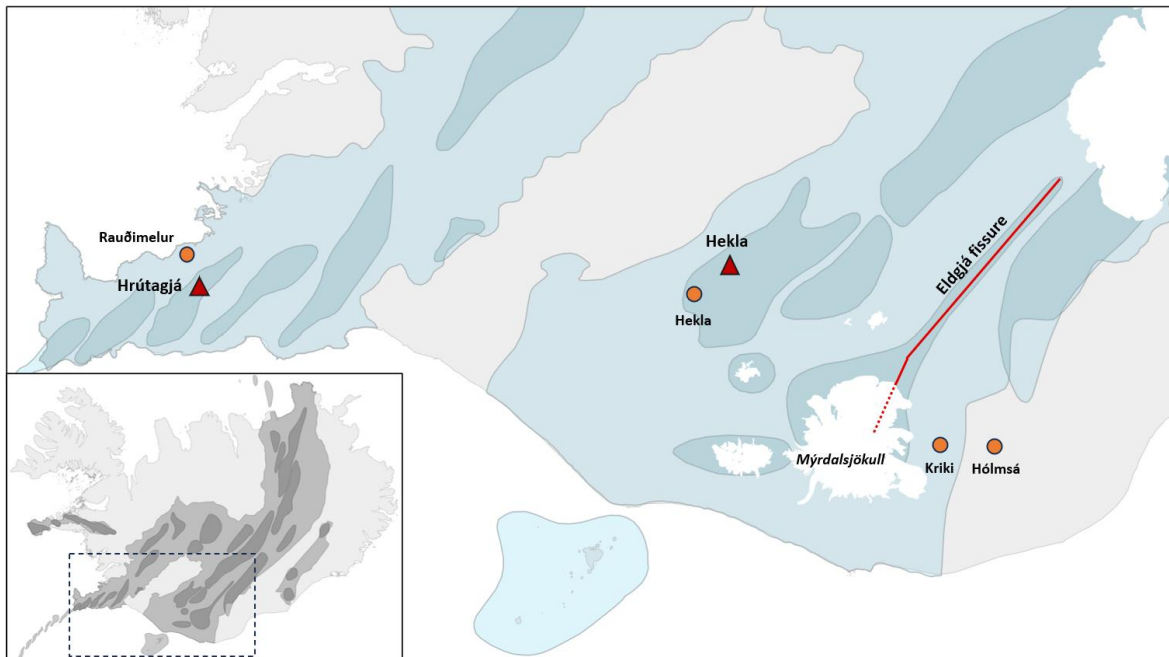 Rauðimelur
Hrútagjá
Hekla
Hekla
Eldgjá fissure
Mýrdalsjökull
Kriki
Hólmsá